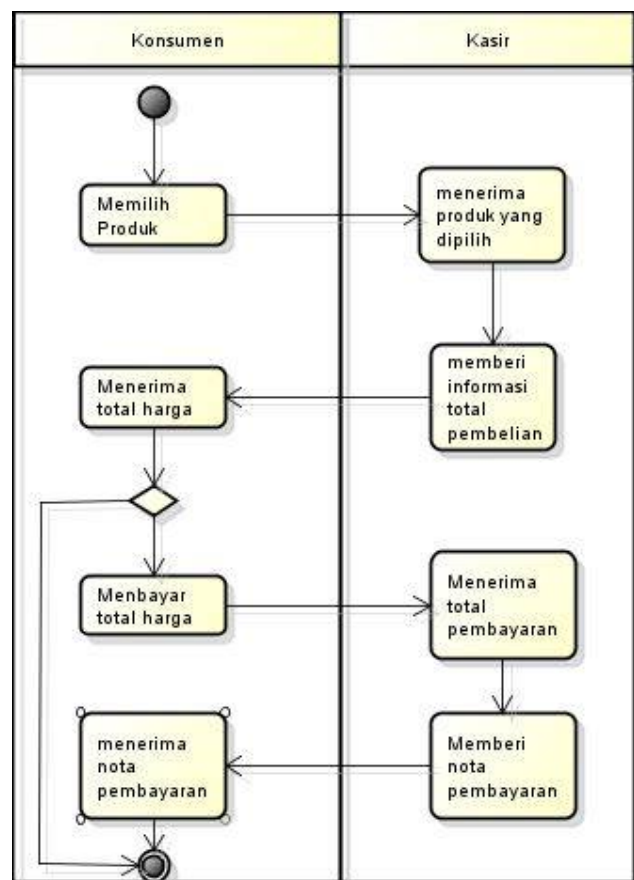 Konsumen
Kasir
Memilih
Produk
menerima
produk yang
dipilih
memberi
informasi
total
pembelian
Menerima
total harga
Menbayar
total harga
Menerima
total
pembayaran
Memberi
nota
pembayaran
menerima
nota
pembayaran